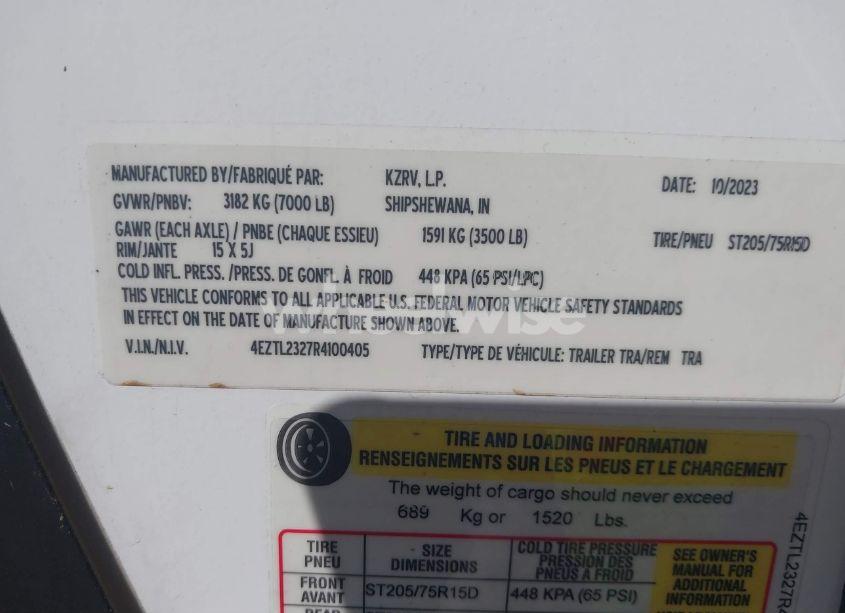 MANUFACTURED BY/FABRIQUÉ PAR: KZRV, L.P. DATE: 10/2023
GVWR/PNBV: 3182 KG (7000 LB) SHIPSHEWANA, IN
GAWR (EACH AXLE) / PNBE (CHAQUE ESSIEU) 1591 KG (3500 LB) TIRE/PNEU ST205/75R15D
RIM/JANTE 15 X 5J
COLD INFL. PRESS. /PRESS. DE GONFL. À FROID 448 KPA (65 PSI/LPC)
THIS VEHICLE CONFORMS TO ALL APPLICABLE U.S. FEDERAL MOTOR VEHICLE SAFETY STANDARDS
IN EFFECT ON THE DATE OF MANUFACTURE SHOWN ABOVE.
V.I.N./N.I.V. 4EZTL2327R4100405 TYPE/TYPE DE VÉHICULE: TRAILER TRA/REM TRA
TIRE AND LOADING INFORMATION
RENSEIGNEMENTS SUR LES PNEUS ET LE CHARGEMENT
The weight of cargo should never exceed
689 Kg or 1520 Lbs.
TIRE
PNEU
SIZE
DIMENSIONS
COLD TIRE PRESSURE
PRESSION DES
PNEUS À FROID
SEE OWNER'S
MANUAL FOR
ADDITIONAL
INFORMATION
FRONT
AVANT
ST205/75R15D
448 KPA (65 PSI)
4EZTL2327R